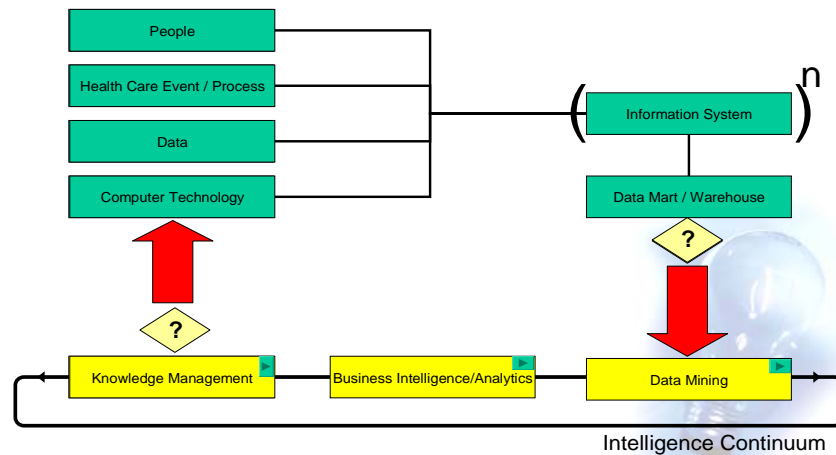 People
Health Care Event / Process
Data
Computer Technology
( Information System )n
Data Mart / Warehouse
?
?
Knowledge Management
Business Intelligence/Analytics
Data Mining
Intelligence Continuum